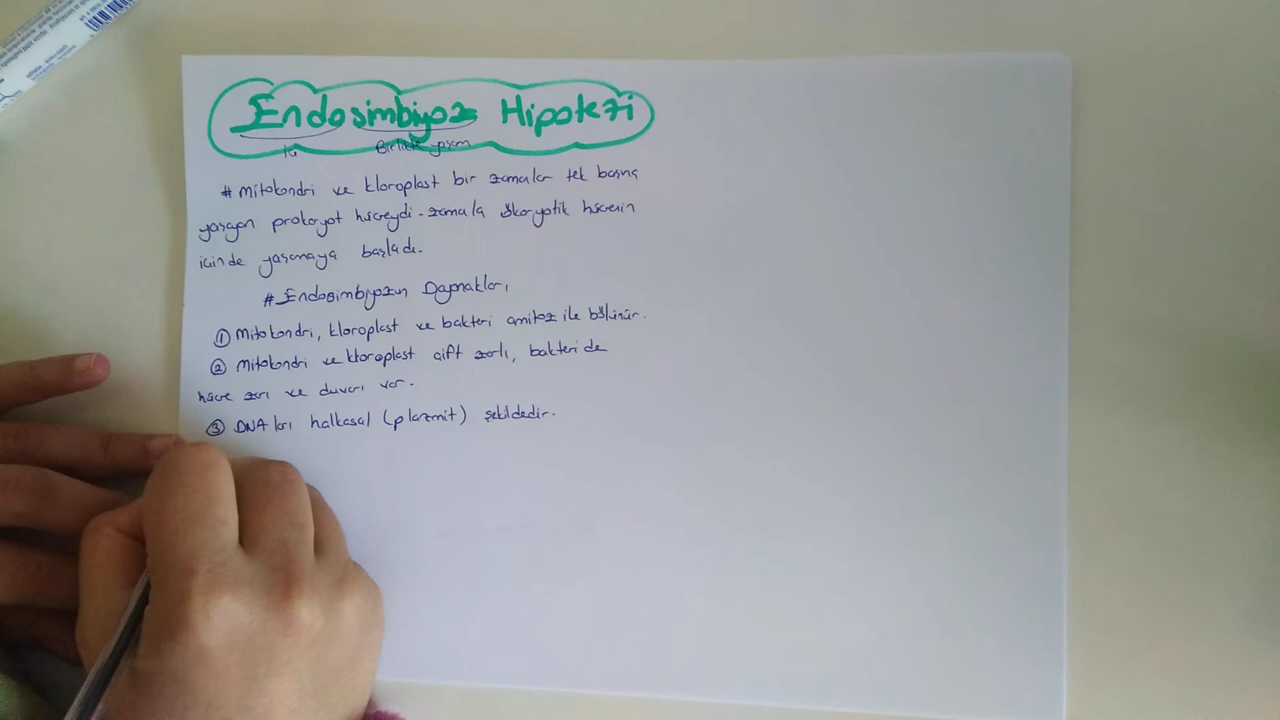 Endosimbiyoz Hipotezi
İç Birlikte yaşam
# Mitokondri ve kloroplast bir zamanlar tek başına
yaşayan prokaryot hücreydi. zamanla ökaryotik hücrenin
içinde yaşamaya başladı.
# Endosimbiyozun Dayanakları
① Mitokondri, kloroplast ve bakteri amitoz ile bölünür.
② Mitokondri ve kloroplast çift zarlı, bakteri de
hücre zarı ve duvarı var.
③ DNA ları halkasal (plazmit) şekildedir.